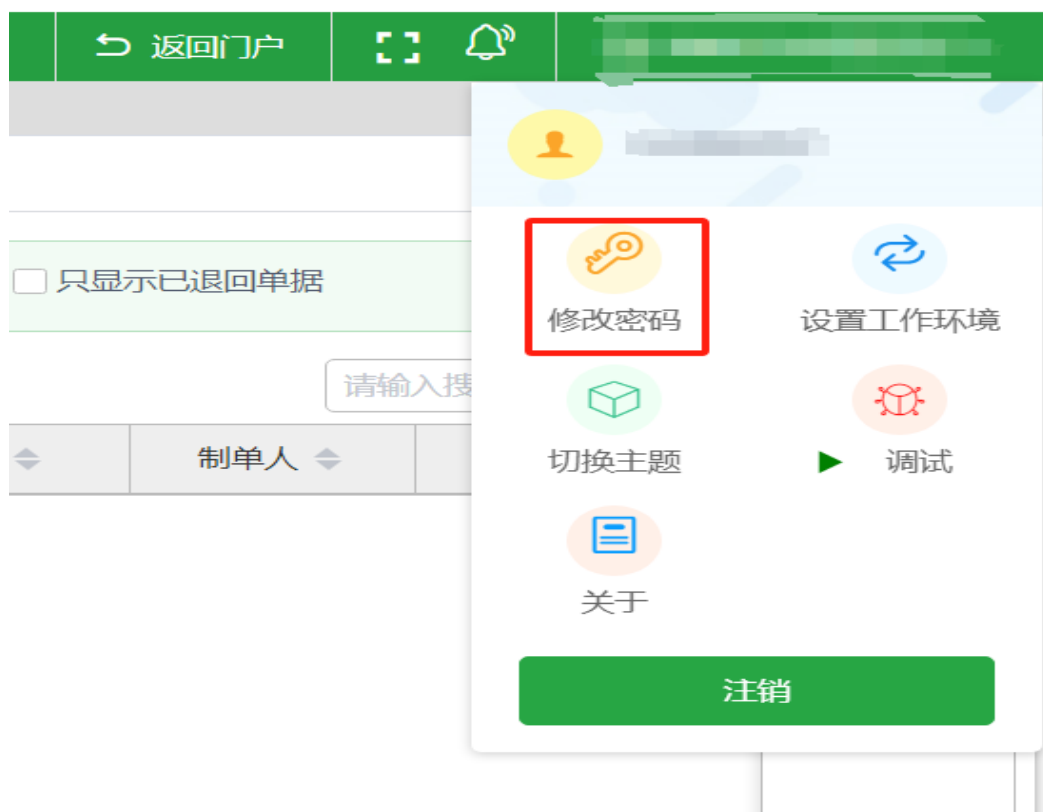 返回门户
只显示已退回单据
修改密码
设置工作环境
请输入搜
制单人
切换主题
调试
关于
注销